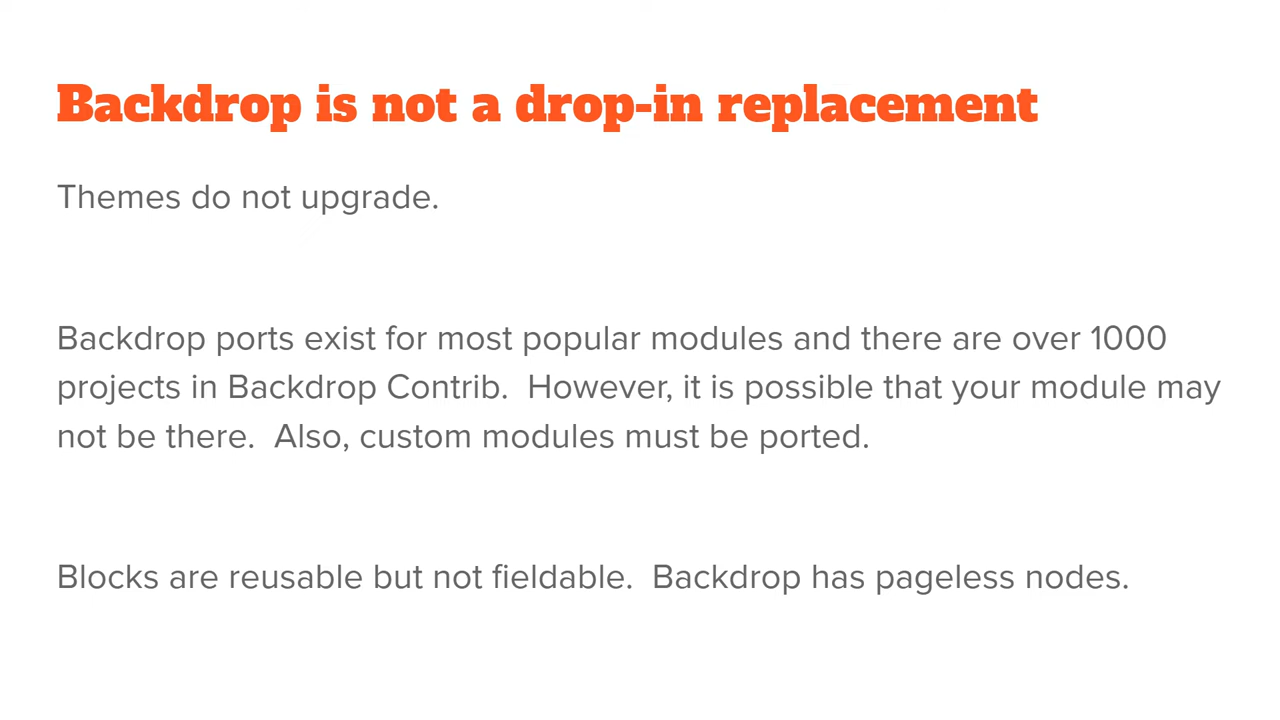 Backdrop is not a drop-in replacement
Themes do not upgrade.
Backdrop ports exist for most popular modules and there are over 1000
projects in Backdrop Contrib.  However, it is possible that your module may
not be there.  Also, custom modules must be ported.
Blocks are reusable but not fieldable.  Backdrop has pageless nodes.